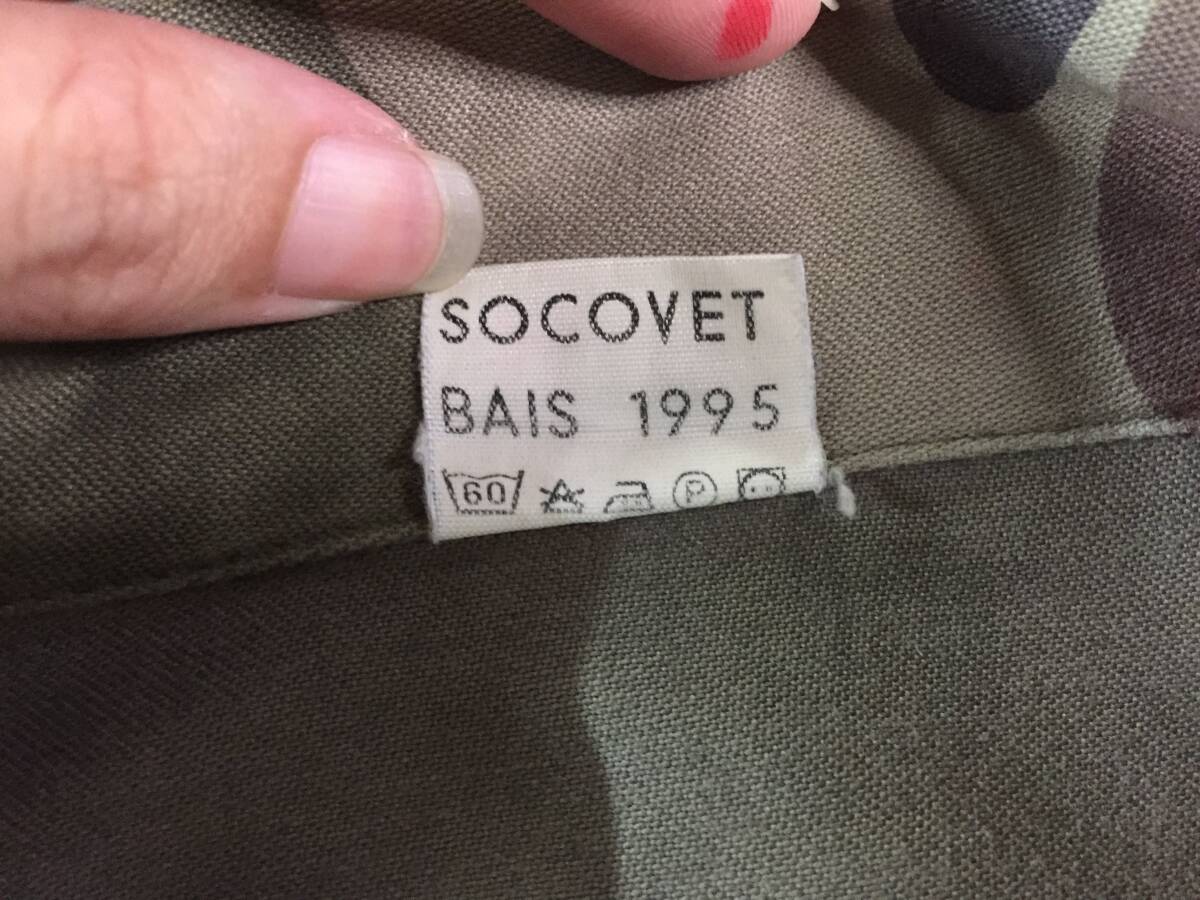 SOCOVET
BAIS 1995
60 A P